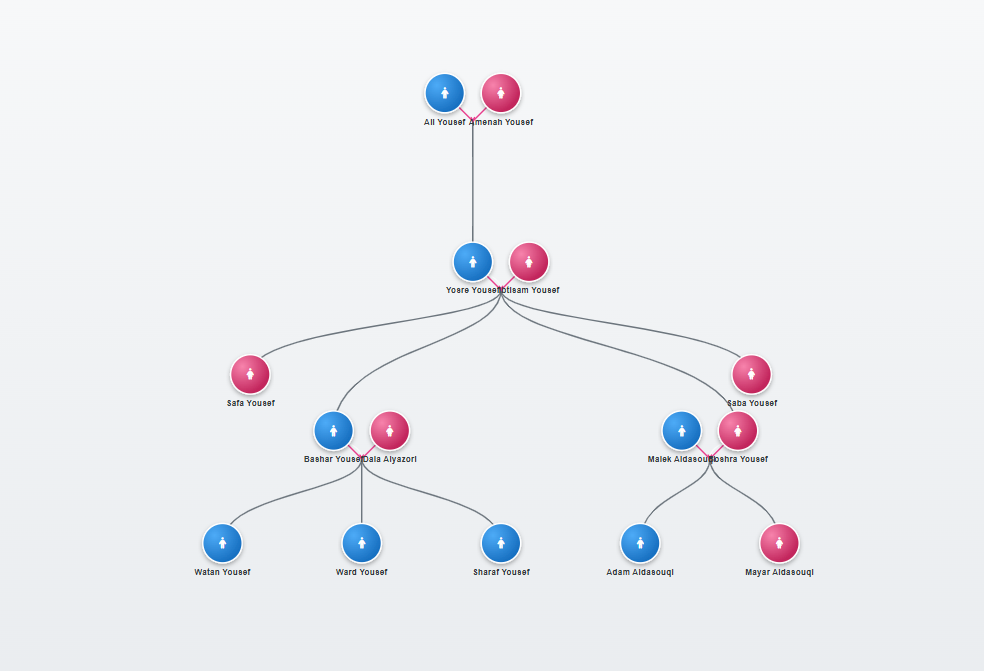 Ali Yousef
Amenah Yousef
Yosre Yousef
Ibtisam Yousef
Safa Yousef
Saba Yousef
Bashar Yousef
Dala Alyazori
Malek Aldasouqi
Yousef
Watan Yousef
Ward Yousef
Sharaf Yousef
Adam Aldasouqi
Mayar Aldasouqi